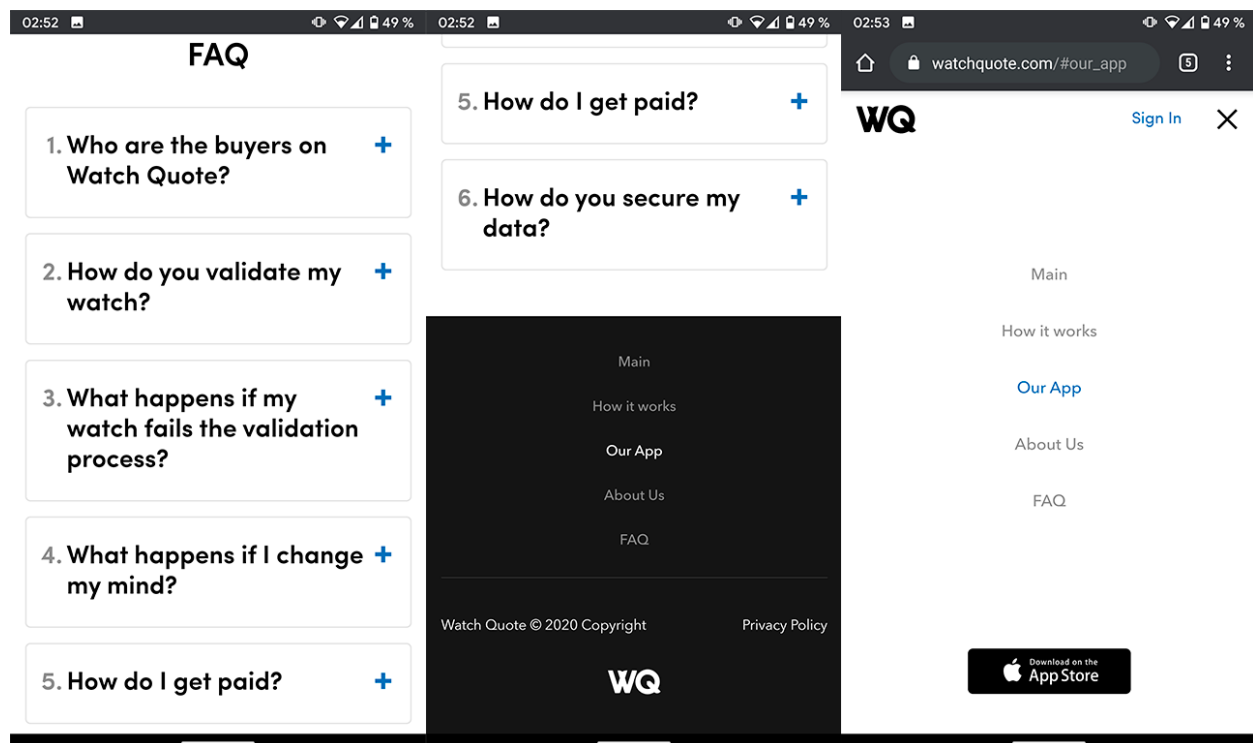 02:52
49 %
FAQ
1. Who are the buyers on
Watch Quote?
2. How do you validate my
watch?
3. What happens if my
watch fails the validation
process?
4. What happens if I change
my mind?
5. How do I get paid?
02:52
49 %
5. How do I get paid?
6. How do you secure my
data?
Main
How it works
Our App
About Us
FAQ
Watch Quote © 2020 Copyright
Privacy Policy
WQ
02:53
49 %
watchquote.com/#our_app
5
WQ
Sign In
Main
How it works
Our App
About Us
FAQ
Download on the
App Store